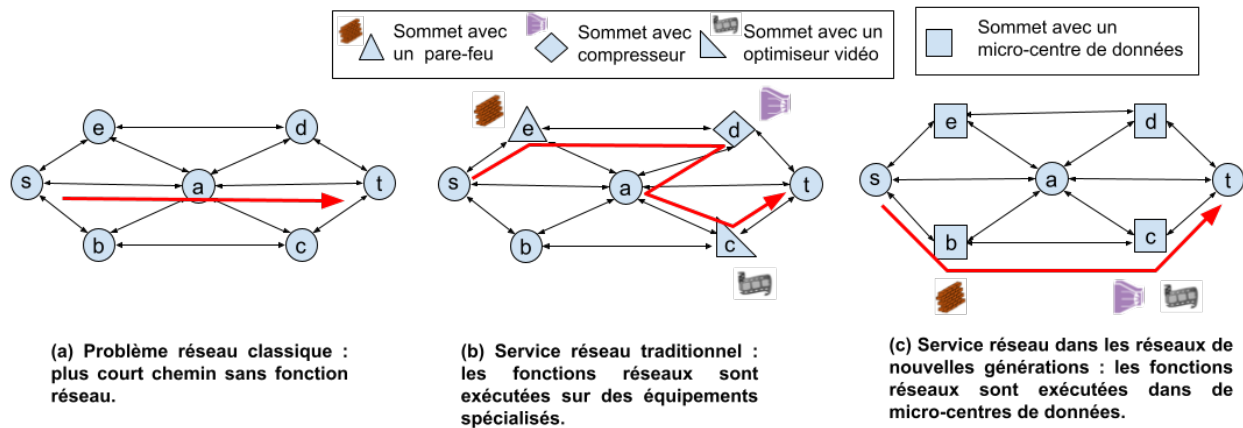 Sommet avec
un pare-feu
Sommet avec
compresseur
Sommet avec un
optimiseur vidéo
Sommet avec un
micro-centre de données
e
d
s
a
t
b
c
e
d
s
a
t
b
c
e
d
s
a
t
b
c
(a) Problème réseau classique :
plus court chemin sans fonction
réseau.
(b) Service réseau traditionnel :
les fonctions réseaux sont
exécutées sur des équipements
spécialisés.
(c) Service réseau dans les réseaux de
nouvelles générations : les fonctions
réseaux sont exécutées dans de
micro-centres de données.